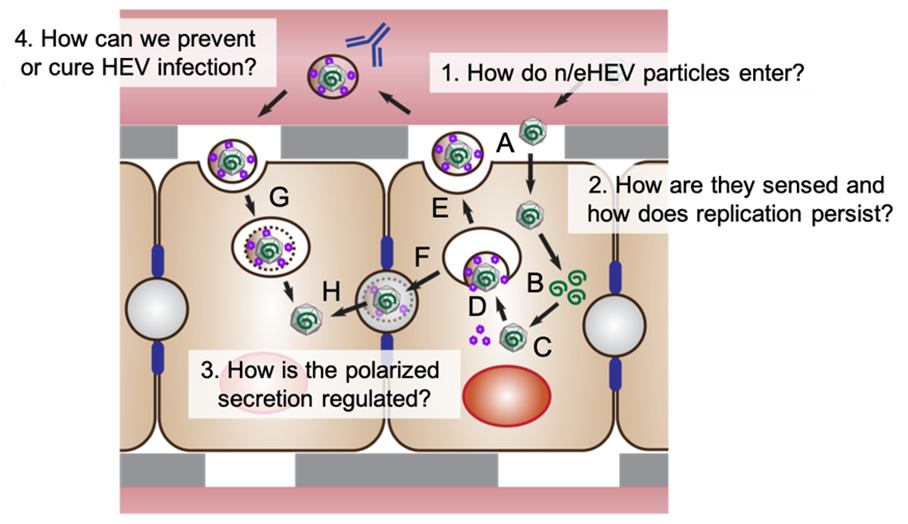 4. How can we prevent
or cure HEV infection?
1. How do n/eHEV particles enter?
A
2. How are they sensed and
how does replication persist?
G
E
F
B
H
D
C
3. How is the polarized
secretion regulated?